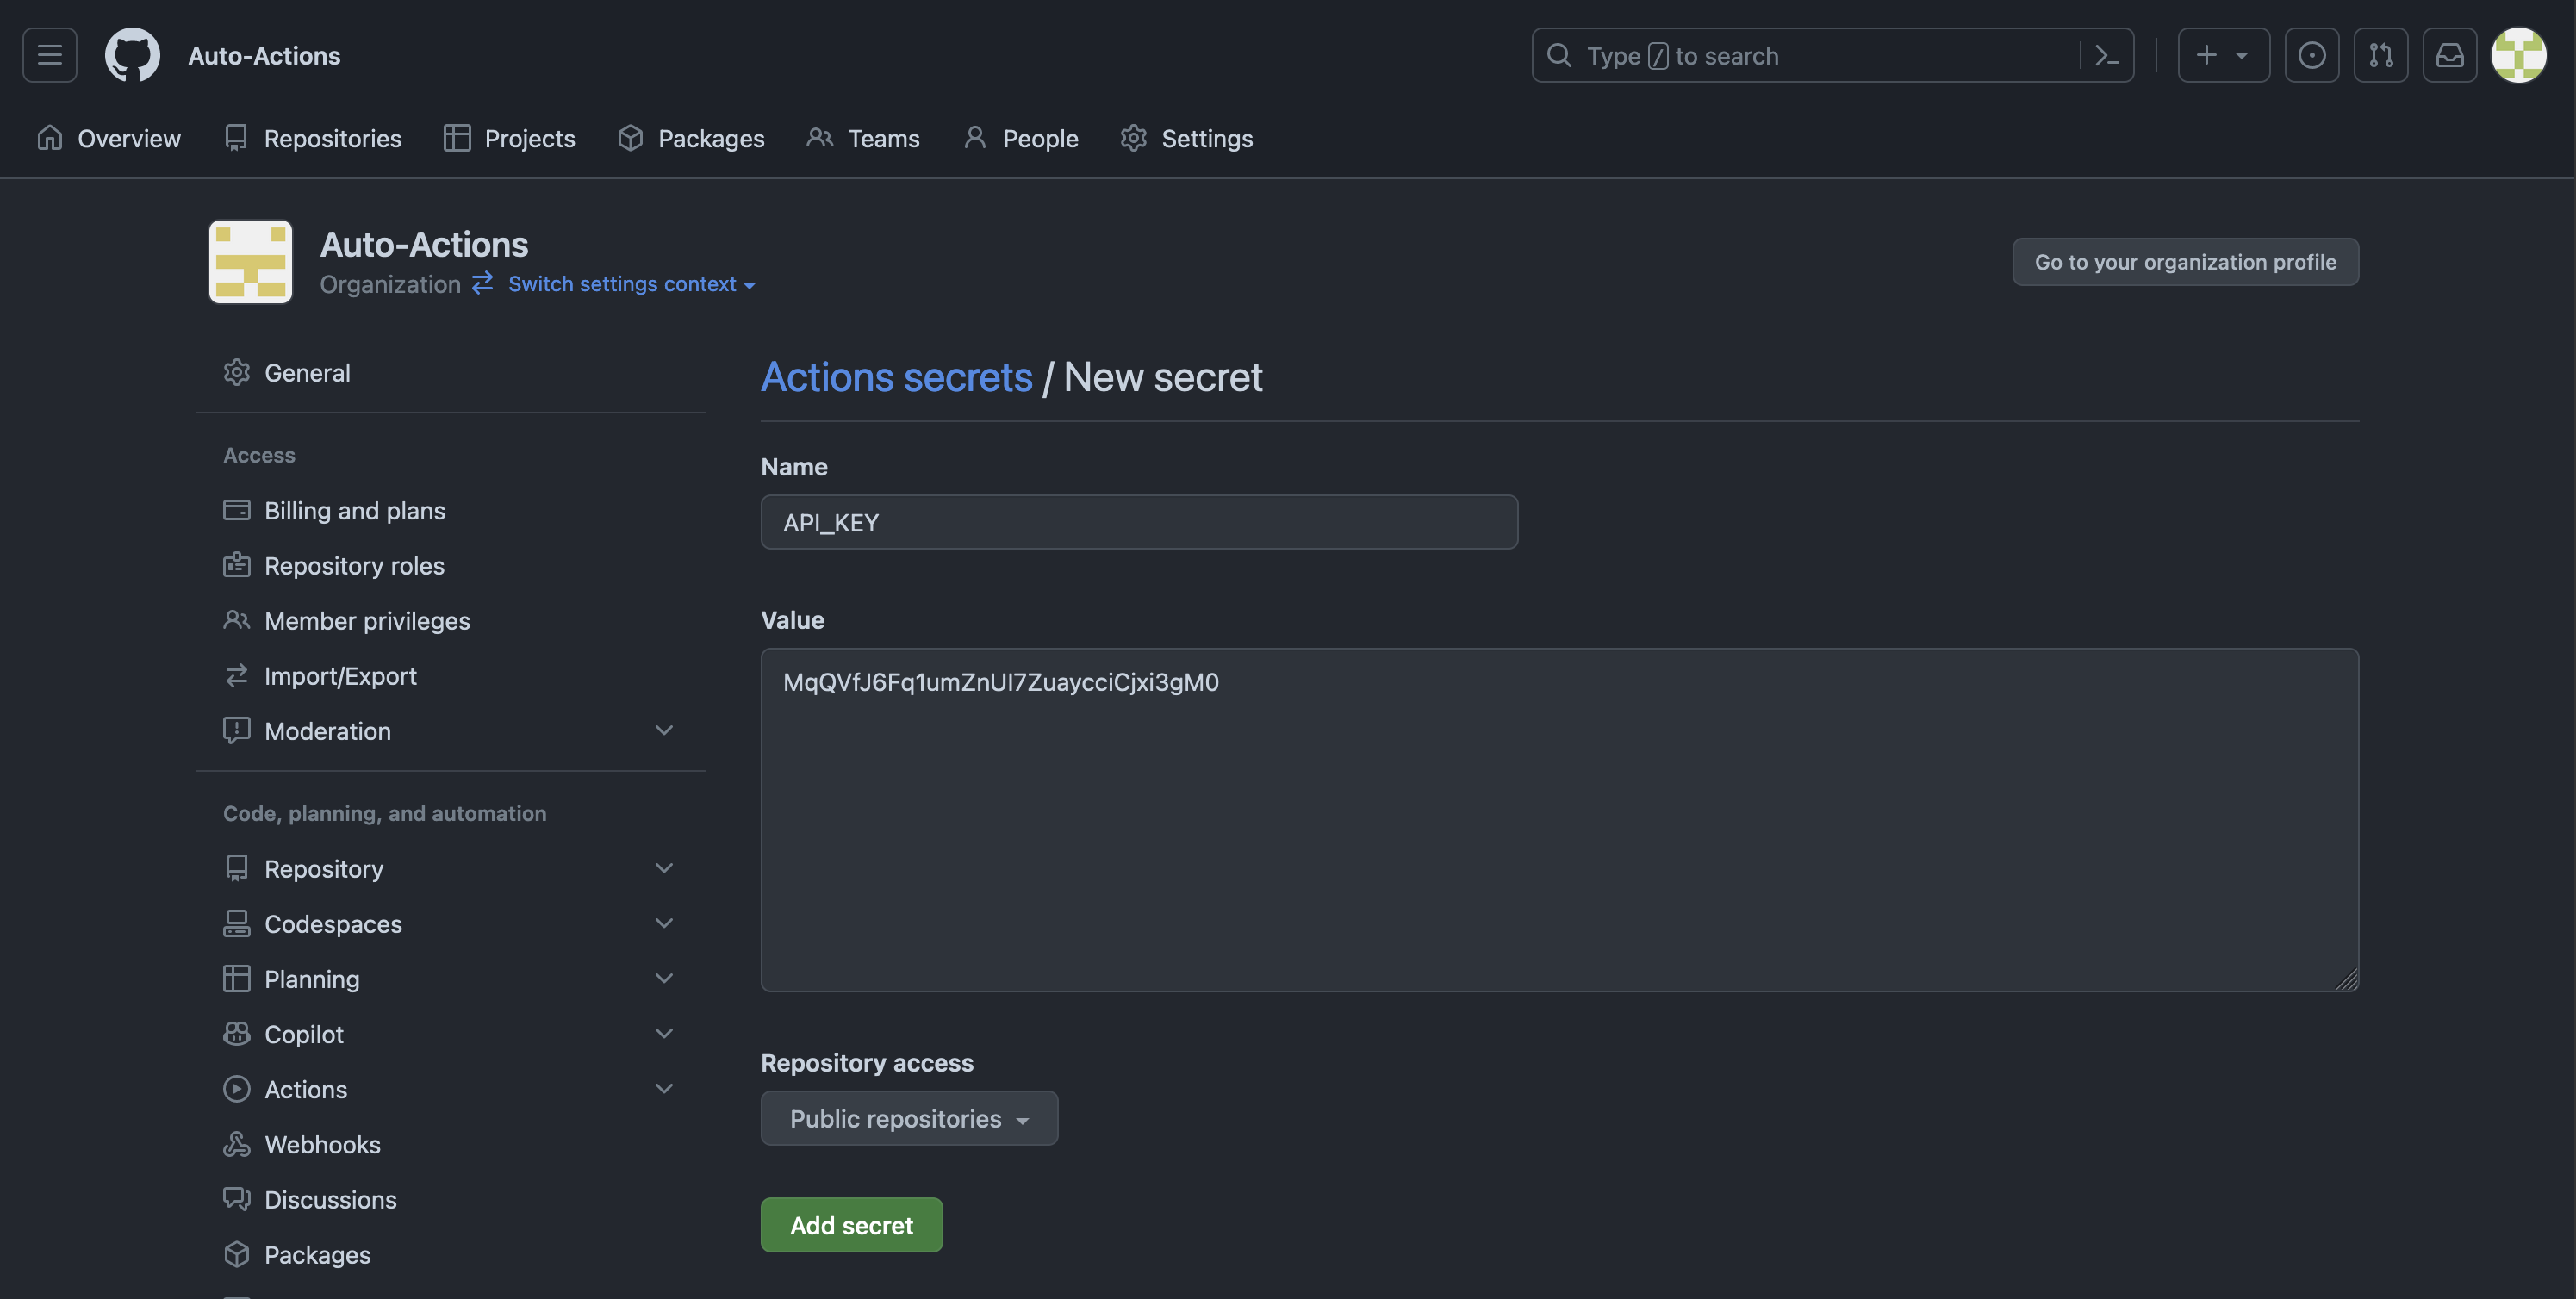 Auto-Actions
Type / to search
Overview
Repositories
Projects
Packages
Teams
People
Settings
Auto-Actions
Organization
Switch settings context
Go to your organization profile
General
Access
Billing and plans
Repository roles
Member privileges
Import/Export
Moderation
Code, planning, and automation
Repository
Codespaces
Planning
Copilot
Actions
Webhooks
Discussions
Packages
Actions secrets / New secret
Name
API_KEY
Value
MqQVfJ6Fq1umZnUI7ZuaycciCjxi3gM0
Repository access
Public repositories
Add secret